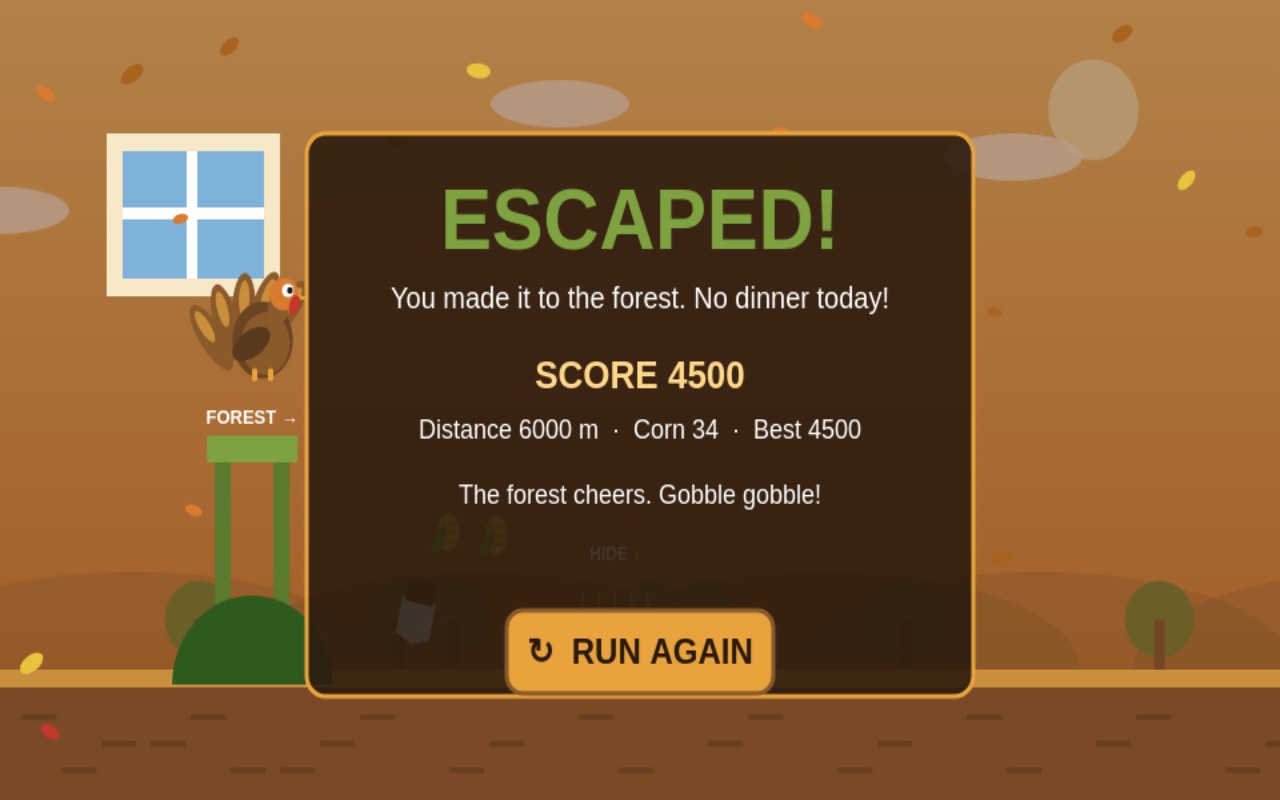 ESCAPED!
You made it to the forest. No dinner today!
SCORE 4500
FOREST →
Distance 6000 m · Corn 34 · Best 4500
The forest cheers. Gobble gobble!
HIDE ↓
↻ RUN AGAIN